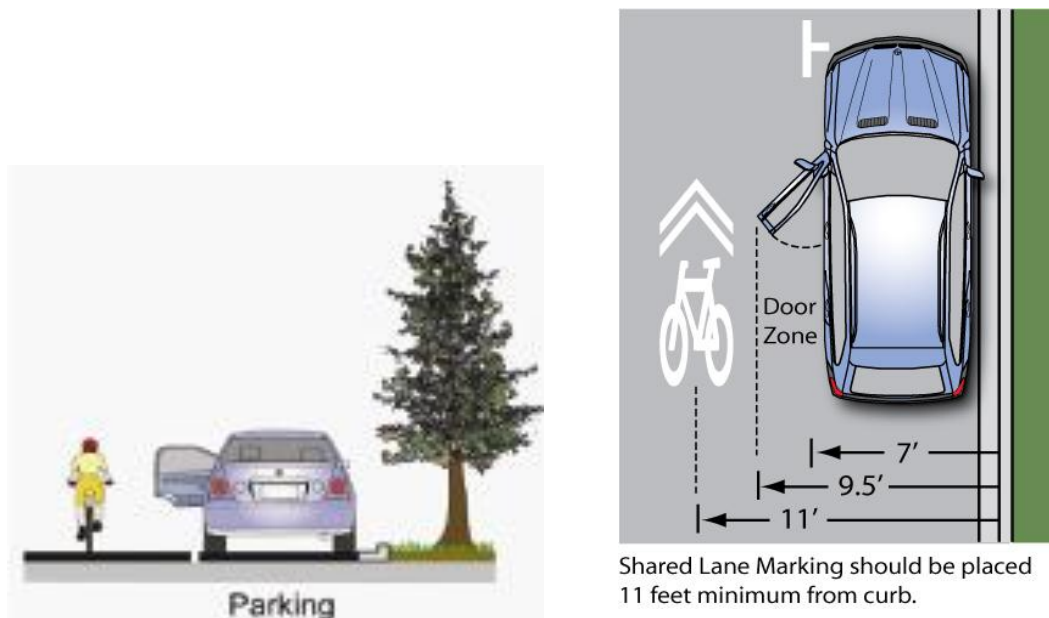 Parking
Door
Zone
7’
9.5’
11’
Shared Lane Marking should be placed
11 feet minimum from curb.